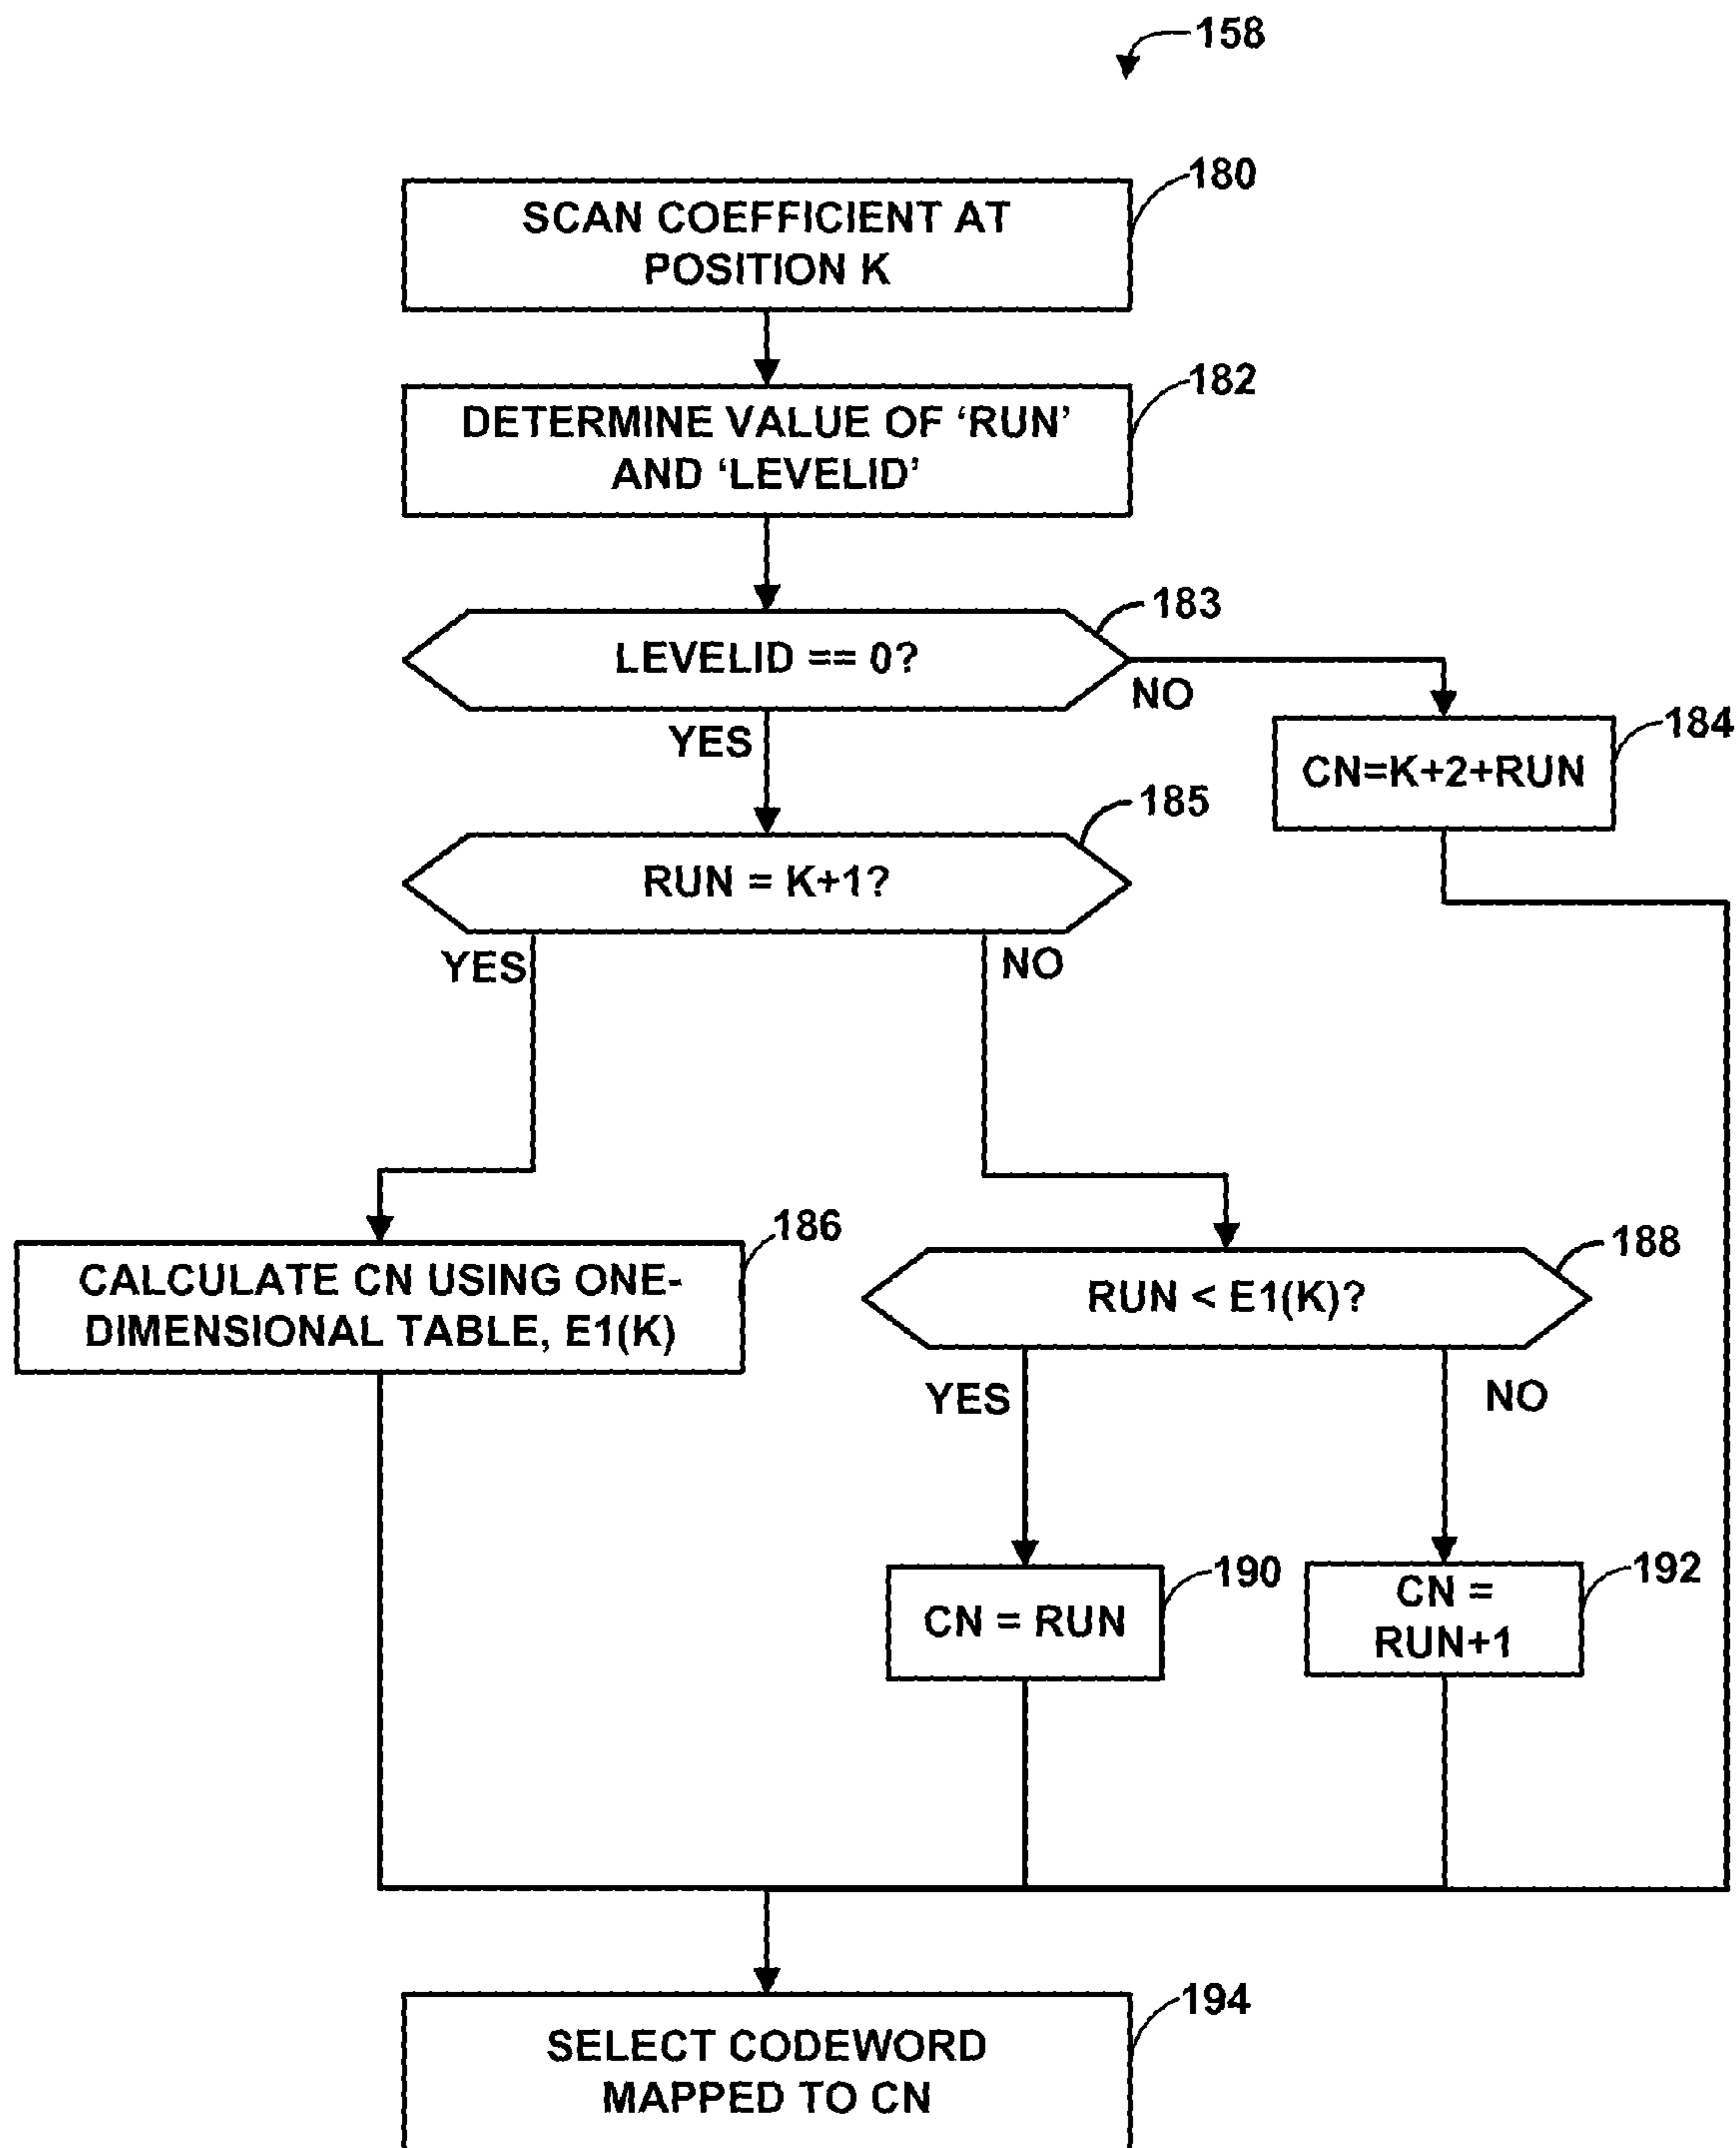 158
180
SCAN COEFFICIENT AT
POSITION K
182
DETERMINE VALUE OF ‘RUN’
AND ‘LEVELID’
183
LEVELID == 0?
NO
YES
184
CN=K+2+RUN
185
RUN = K+1?
YES
NO
186
CALCULATE CN USING ONE-
DIMENSIONAL TABLE, E1(K)
188
RUN < E1(K)?
YES
NO
190
CN = RUN
192
CN =
RUN+1
194
SELECT CODEWORD
MAPPED TO CN